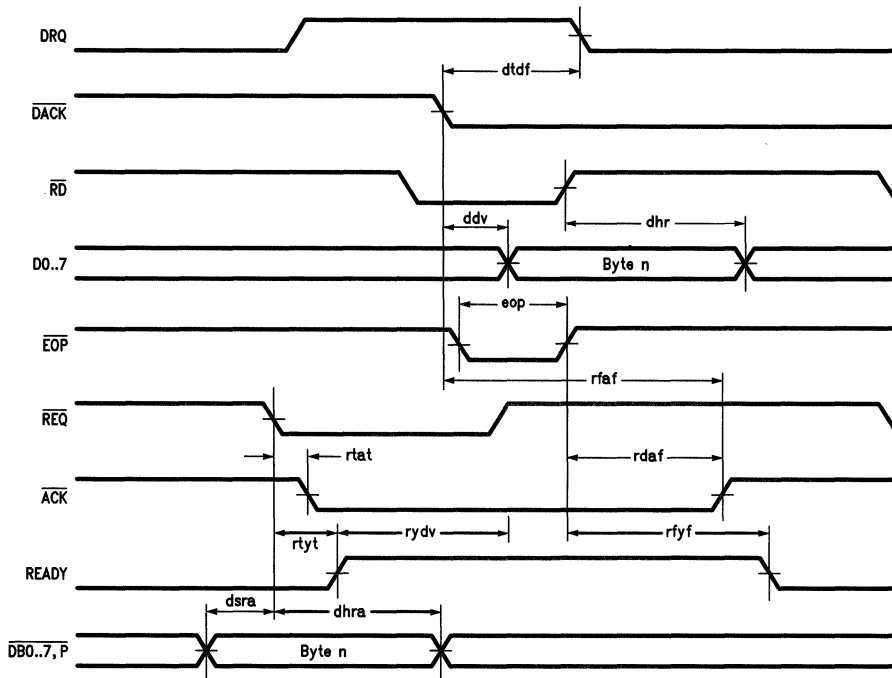 DRQ
dtdf
DACK
RD
ddv
dhr
D0..7
Byte n
eop
EOP
rfaf
REQ
rtat
rdaf
ACK
rtyt
rydv
rfyf
READY
dsra
dhra
DB0..7, P
Byte n